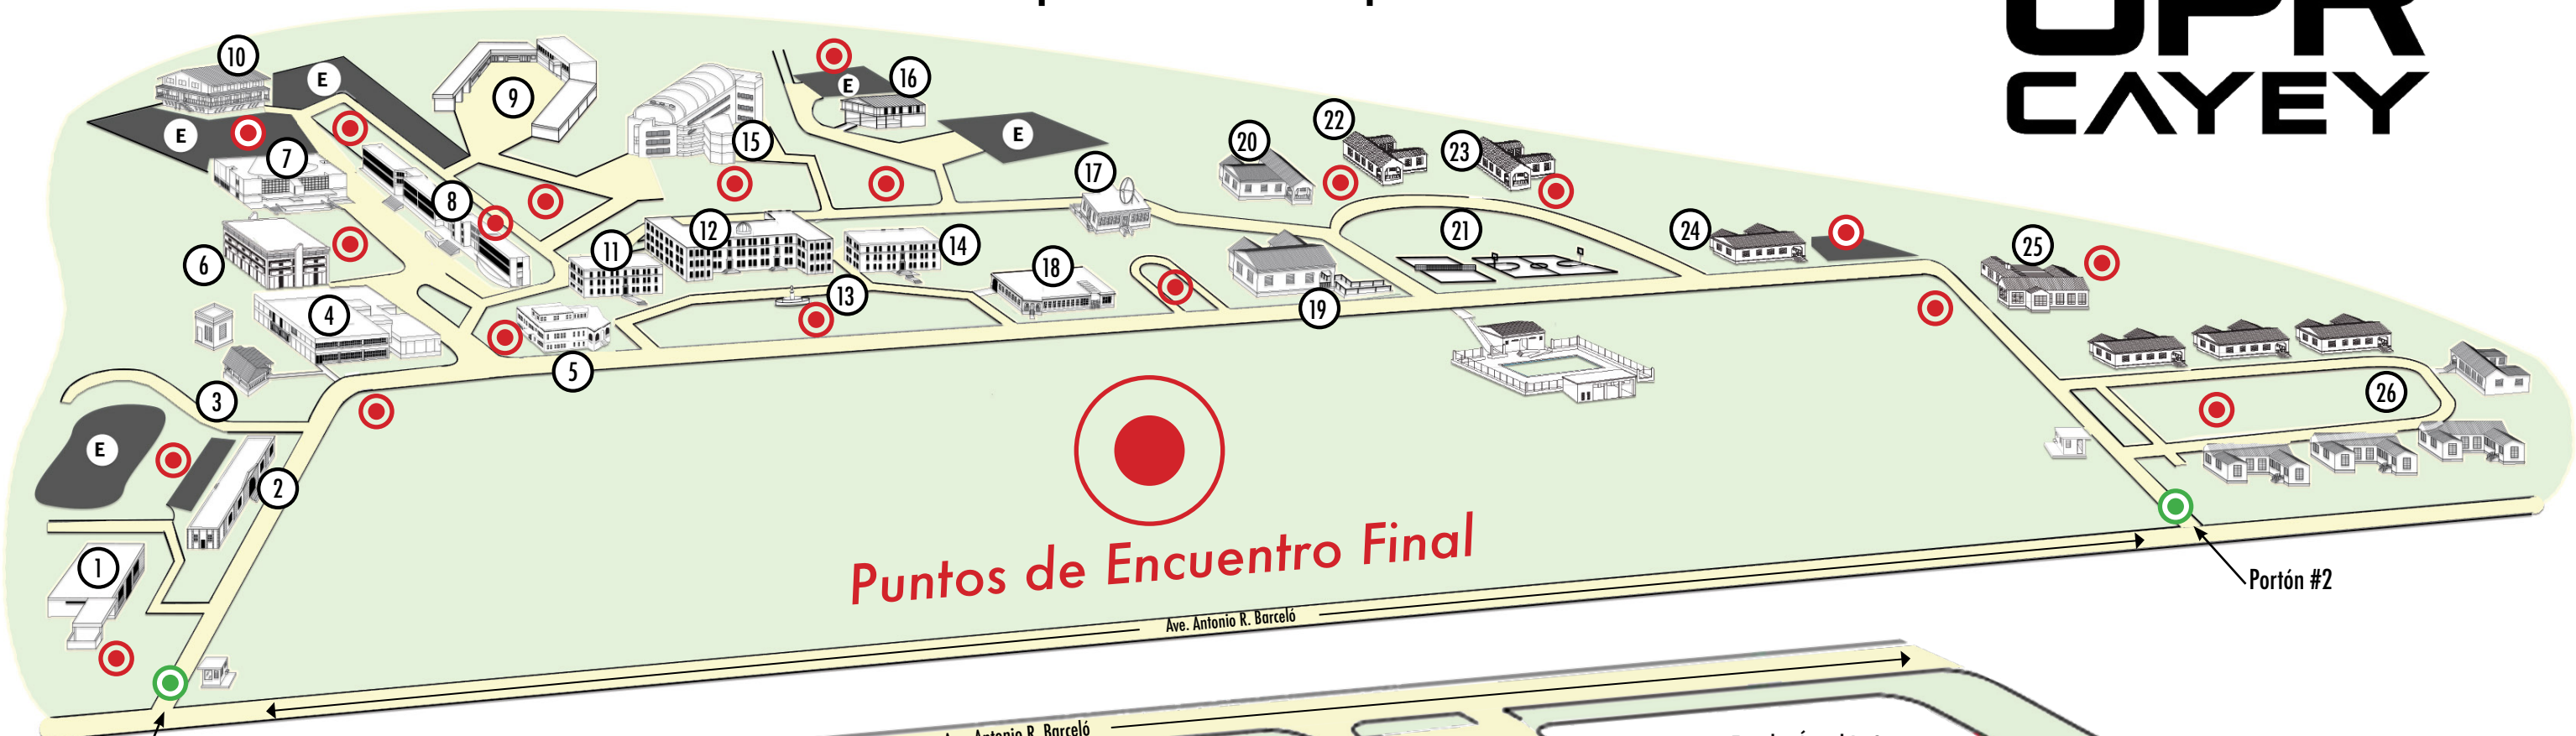 UPR
CAYEY
10
E
9
E
16
E
E
7
15
22
20
23
17
8
12
21
24
6
11
14
25
18
13
4
19
5
3
26
E
2
1
Puntos de Encuentro Final
Portón #2
Ave. Antonio R. Barceló
Antonio R. Barceló